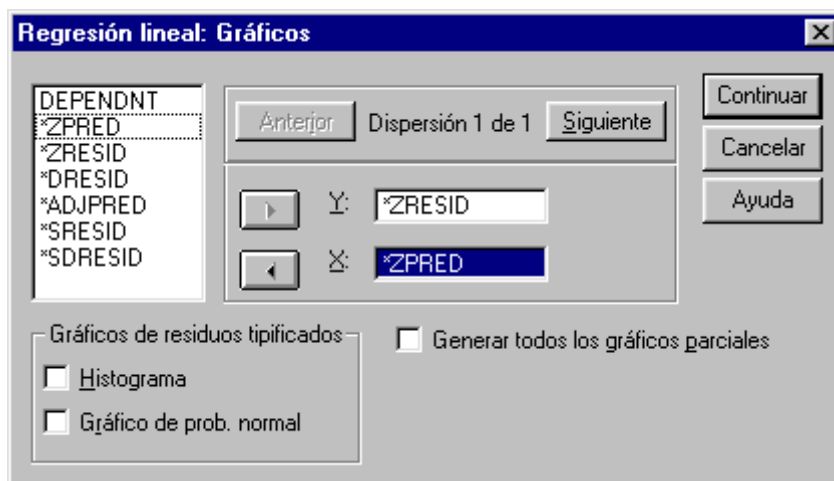 Regresión lineal: Gráficos
DEPENDNT
*ZPRED
*ZRESID
*DRESID
*ADJPRED
*SRESID
*SDRESID
Anterior
Dispersión 1 de 1
Siguiente
Y:
*ZRESID
X:
*ZPRED
Continuar
Cancelar
Ayuda
Gráficos de residuos tipificados
Histograma
Gráfico de prob. normal
Generar todos los gráficos parciales